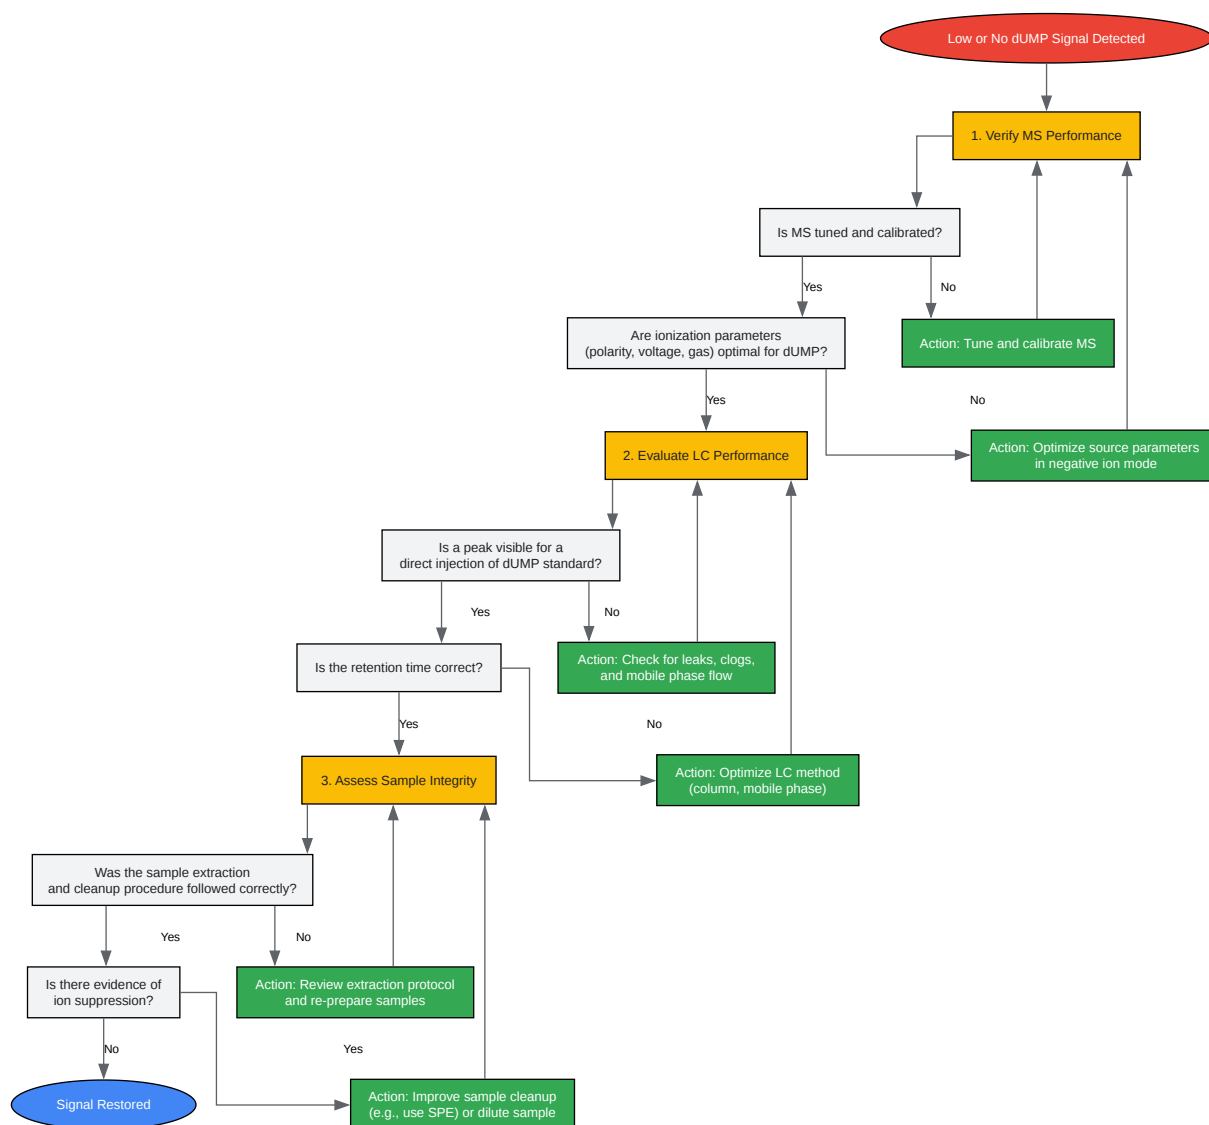 Low or No dUMP Signal Detected
1. Verify MS Performance
Is MS tuned and calibrated?
Yes
No
Are ionization parameters
(polarity, voltage, gas) optimal for dUMP?
Action: Tune and calibrate MS
Yes
No
2. Evaluate LC Performance
Action: Optimize source parameters
in negative ion mode
Is a peak visible for a
direct injection of dUMP standard?
Yes
No
Is the retention time correct?
Action: Check for leaks, clogs,
and mobile phase flow
Yes
No
3. Assess Sample Integrity
Action: Optimize LC method
(column, mobile phase)
Was the sample extraction
and cleanup procedure followed correctly?
Yes
No
Is there evidence of
ion suppression?
Action: Review extraction protocol
and re-prepare samples
No
Yes
Signal Restored
Action: Improve sample cleanup
(e.g., use SPE) or dilute sample